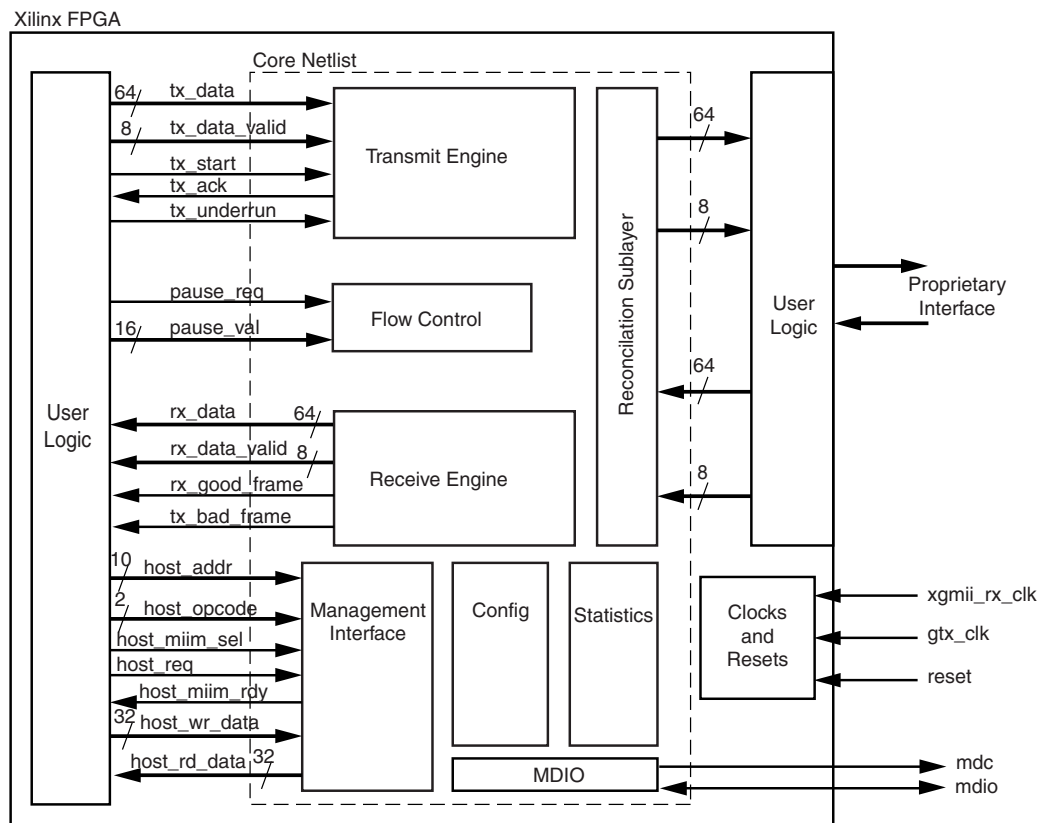 Xilinx FPGA
Core Netlist
64
tx_data
8
tx_data_valid
tx_start
tx_ack
tx_underrun
Transmit Engine
pause_req
16
pause_val
Flow Control
User
Logic
rx_data
64
rx_data_valid
8
rx_good_frame
tx_bad_frame
Receive Engine
Reconcilation Sublayer
64
8
64
8
User
Logic
Proprietary
Interface
10
host_addr
2
host_opcode
host_miim_sel
host_req
host_miim_rdy
32
host_wr_data
host_rd_data
32
Management
Interface
Config
Statistics
MDIO
Clocks
and
Resets
xgmii_rx_clk
gtx_clk
reset
mdc
mdio